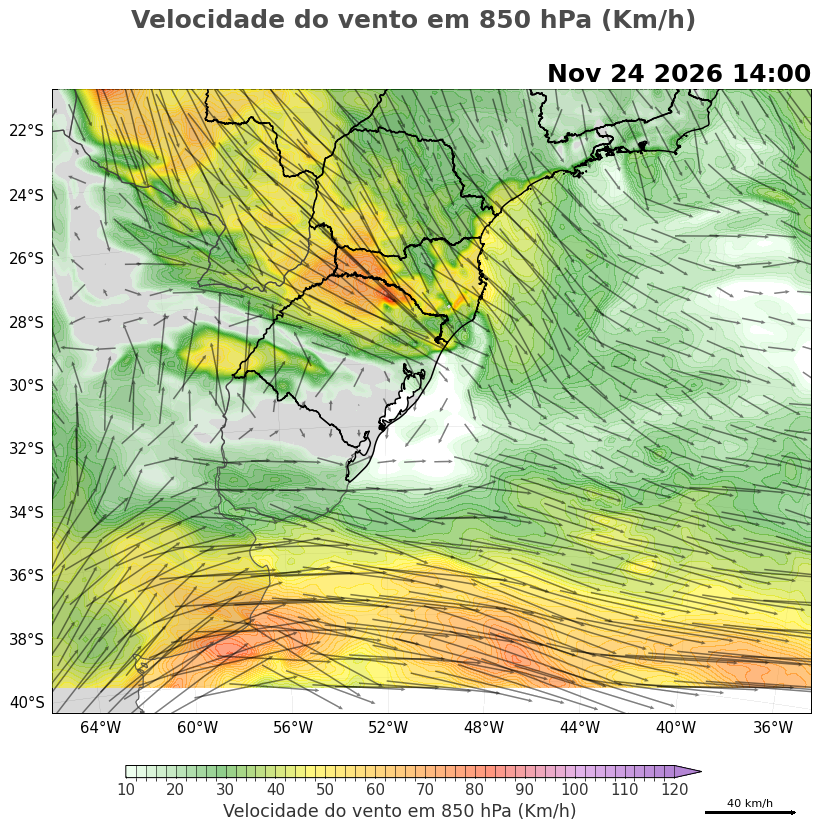 Velocidade do vento em 850 hPa (Km/h)
Nov 24 2026 14:00
22°S
24°S
26°S
28°S
30°S
32°S
34°S
36°S
38°S
40°S
64°W 60°W 56°W 52°W 48°W 44°W 40°W 36°W
10 20 30 40 50 60 70 80 90 100 110 120
Velocidade do vento em 850 hPa (Km/h)
40 km/h